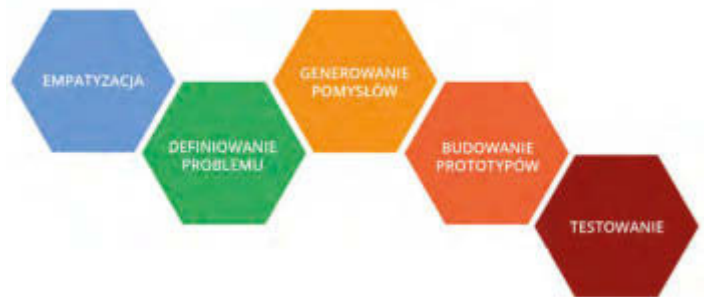 EMPATYZACJA
DEFINIOWANIE
PROBLEMU
GENEROWANIE
POMYSŁÓW
BUDOWANIE
PROTOTYPÓW
TESTOWANIE